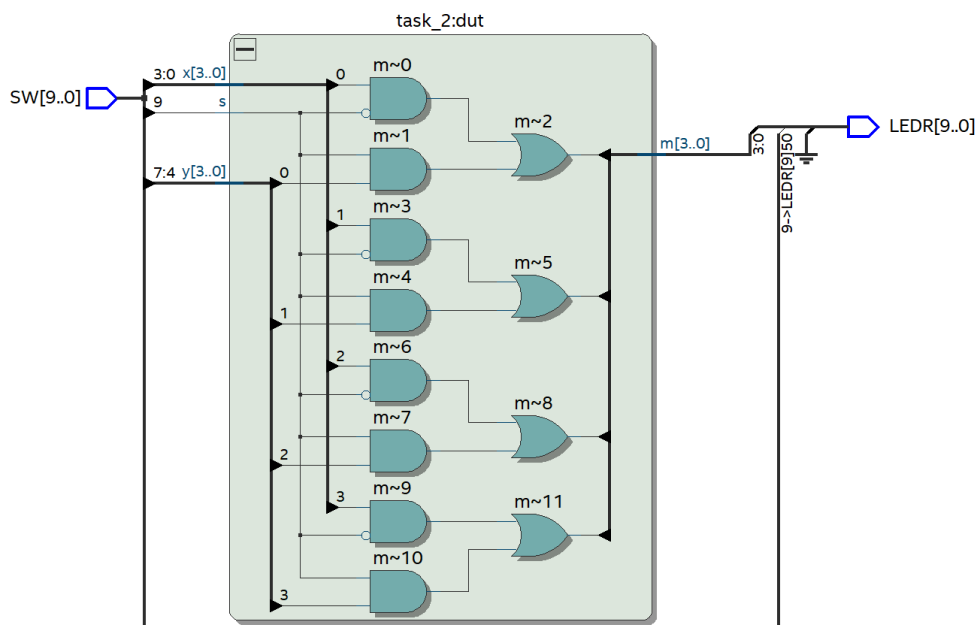 task_2:dut
SW[9..0]
3:0 x[3..0]
9 s
7:4 y[3..0]
0
m~0
m~1
0
m~2
m[3..0]
3:0
9->LEDR[9]50
LEDR[9..0]
1
m~3
m~4
1
m~5
2
m~6
m~7
2
m~8
3
m~9
m~10
3
m~11